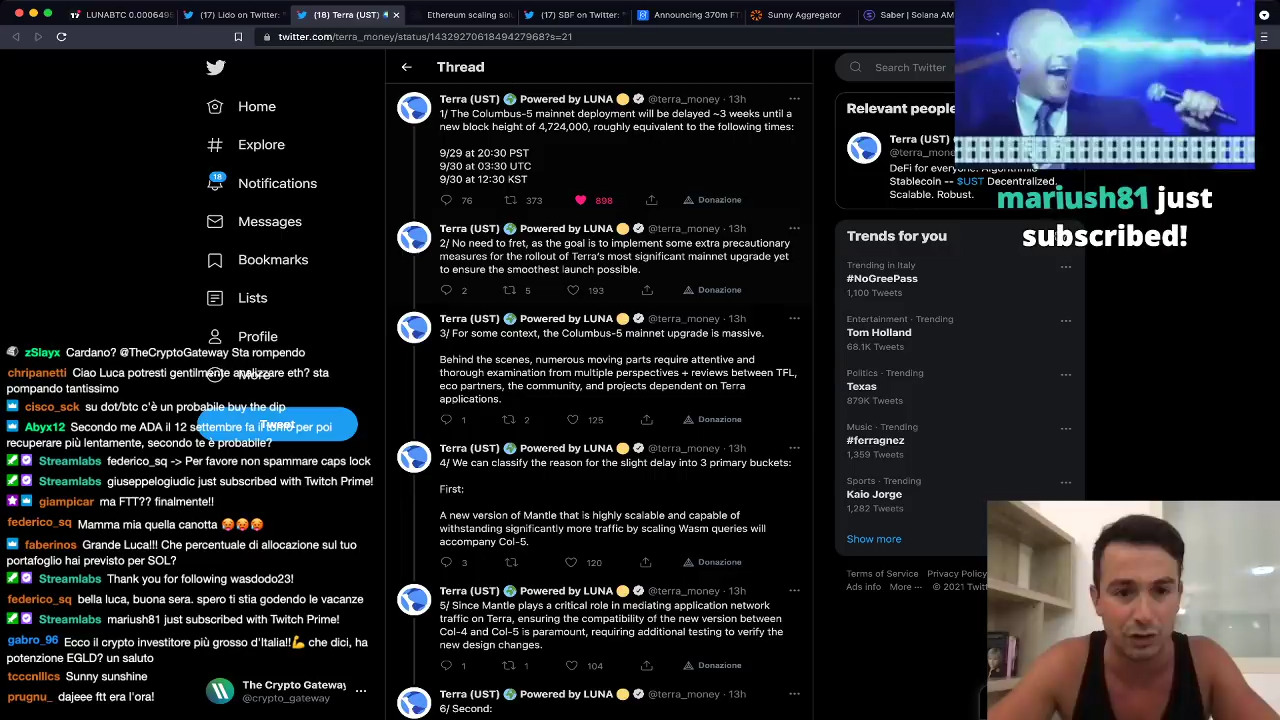 LUNABTC 0.0006495
(17) Lido on Twitter:
(18) Terra (UST)
Ethereum scaling solu
(17) SBF on Twitter:
Announcing 370m FT
Sunny Aggregator
Saber | Solana AM
twitter.com/terra_money/status/1432927061849427968?s=21
Home
Explore
18
Notifications
Messages
Bookmarks
Lists
Profile
More
Tweet
The Crypto Gateway
@crypto_gateway
Thread
Terra (UST) Powered by LUNA @terra_money · 13h
1/ The Columbus-5 mainnet deployment will be delayed ~3 weeks until a
new block height of 4,724,000, roughly equivalent to the following times:
9/29 at 20:30 PST
9/30 at 03:30 UTC
9/30 at 12:30 KST
76 373 898 Donazione
Terra (UST) Powered by LUNA @terra_money · 13h
2/ No need to fret, as the goal is to implement some extra precautionary
measures for the rollout of Terra's most significant mainnet upgrade yet
to ensure the smoothest launch possible.
2 5 193 Donazione
Terra (UST) Powered by LUNA @terra_money · 13h
3/ For some context, the Columbus-5 mainnet upgrade is massive.
Behind the scenes, numerous moving parts require attentive and
thorough examination from multiple perspectives + reviews between TFL,
eco partners, the community, and projects dependent on Terra
applications.
1 2 125 Donazione
Terra (UST) Powered by LUNA @terra_money · 13h
4/ We can classify the reason for the slight delay into 3 primary buckets:
First:
A new version of Mantle that is highly scalable and capable of
withstanding significantly more traffic by scaling Wasm queries will
accompany Col-5.
3 120 Donazione
Terra (UST) Powered by LUNA @terra_money · 13h
5/ Since Mantle plays a critical role in mediating application network
traffic on Terra, ensuring the compatibility of the new version between
Col-4 and Col-5 is paramount, requiring additional testing to verify the
new design changes.
1 1 104 Donazione
Terra (UST) Powered by LUNA @terra_money · 13h
6/ Second:
Search Twitter
Relevant people
Terra (UST)
@terra_money
DeFi for everyone. Algorithmic
Stablecoin -- $UST Decentralized.
Scalable. Robust.
mariush81 just
subscribed!
Trends for you
Trending in Italy
#NoGreePass
1,100 Tweets
Entertainment · Trending
Tom Holland
68.1K Tweets
Politics · Trending
Texas
879K Tweets
Music · Trending
#ferragnez
1,359 Tweets
Sports · Trending
Kaio Jorge
1,282 Tweets
Show more
Terms of Service Privacy Policy
Ads info More ··· © 2021 Twit
zSlayx Cardano? @TheCryptoGateway Sta rompendo
chripanetti Ciao Luca potresti gentilmente analizzare eth? sta
pompando tantissimo
cisco_sck su dot/btc c'è un probabile buy the dip
Abyx12 Secondo me ADA il 12 settembre fa il tonfo per poi
recuperare più lentamente, secondo te è probabile?
Streamlabs federico_sq -> Per favore non spammare caps lock
Streamlabs giuseppelogiudic just subscribed with Twitch Prime!
giampicar ma FTT?? finalmente!!
federico_sq Mamma mia quella canotta
faberinos Grande Luca!!! Che percentuale di allocazione sul tuo
portafoglio hai previsto per SOL?
Streamlabs Thank you for following wasdodo23!
federico_sq bella luca, buona sera. spero ti stia godendo le vacanze
Streamlabs mariush81 just subscribed with Twitch Prime!
gabro_96 Ecco il crypto investitore più grosso d'Italia!! che dici, ha
potenzione EGLD? un saluto
tcccnlllcs Sunny sunshine
prugnu_ dajeee ftt era l'ora!